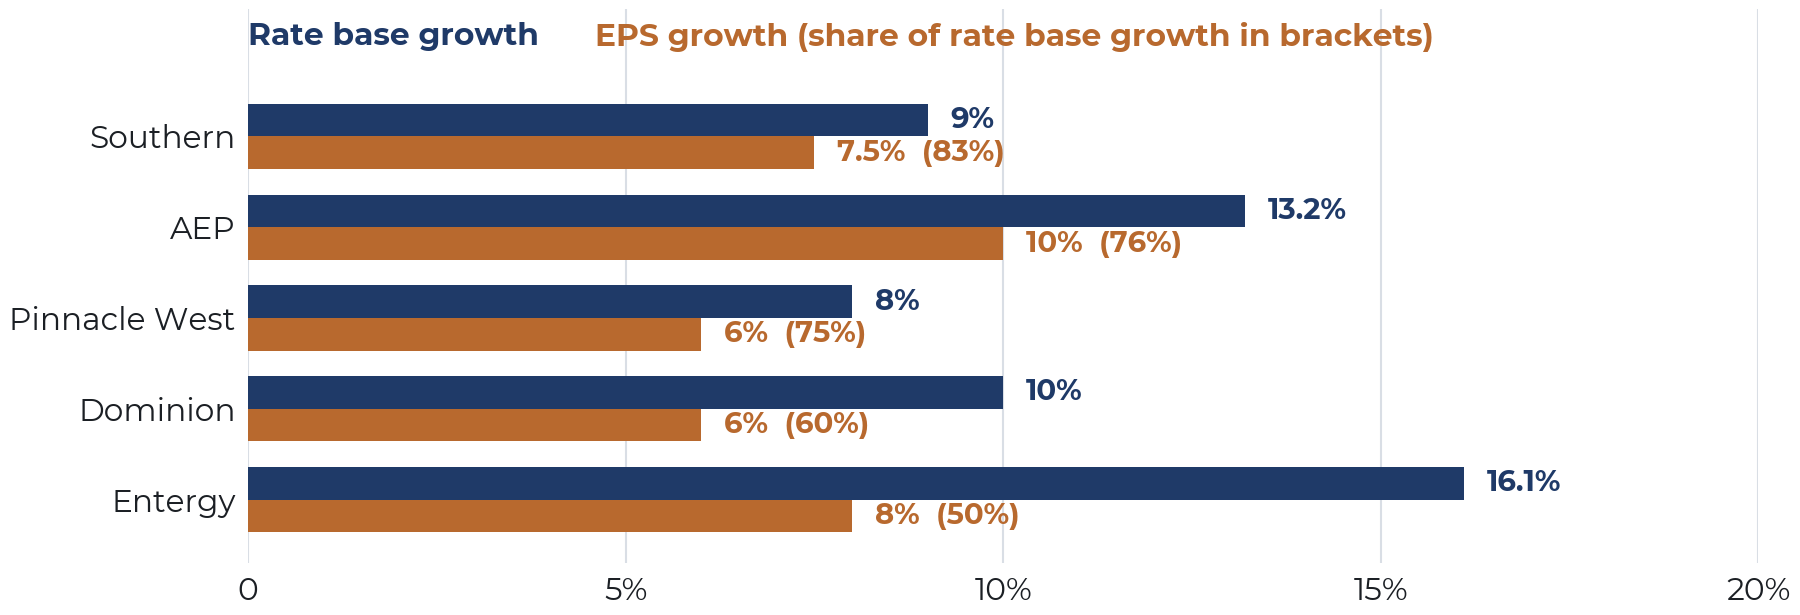 Rate base growth EPS growth (share of rate base growth in brackets)
Southern 9%
7.5% (83%)
AEP 13.2%
10% (76%)
Pinnacle West 8%
6% (75%)
Dominion 10%
6% (60%)
Entergy 16.1%
8% (50%)
0 5% 10% 15% 20%